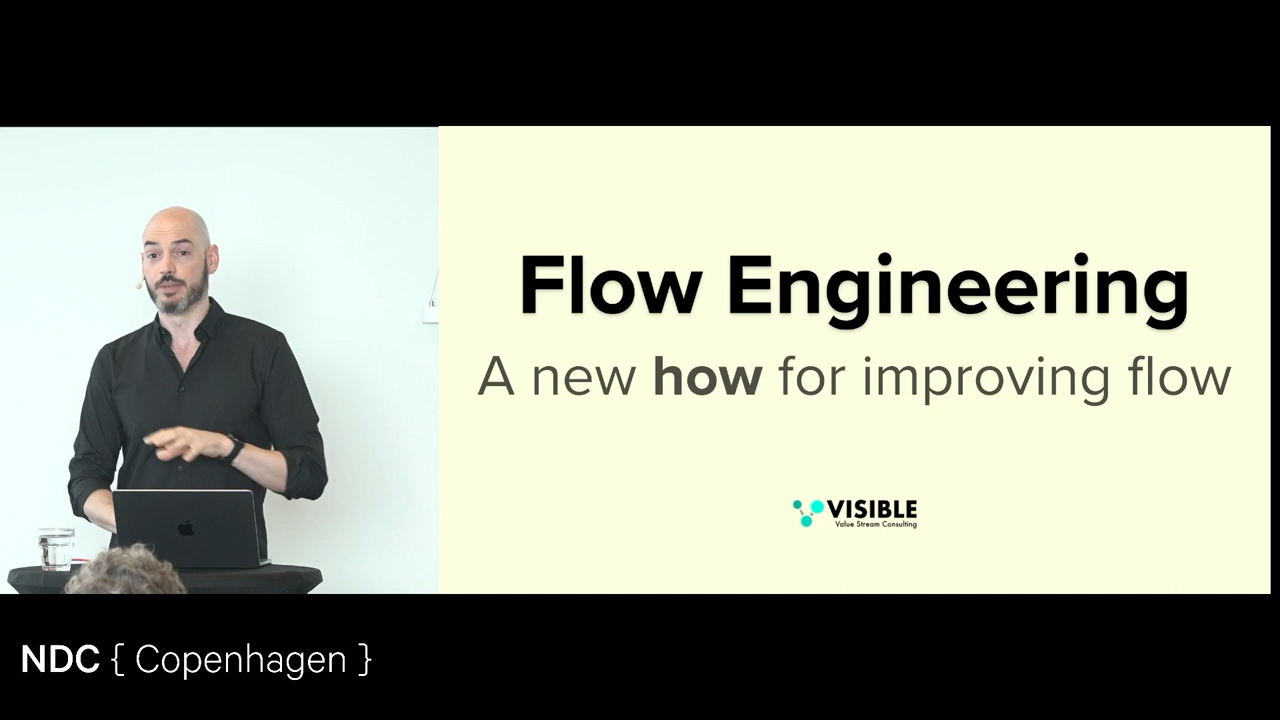 Flow Engineering
A new how for improving flow
VISIBLE
Value Stream Consulting
NDC { Copenhagen }